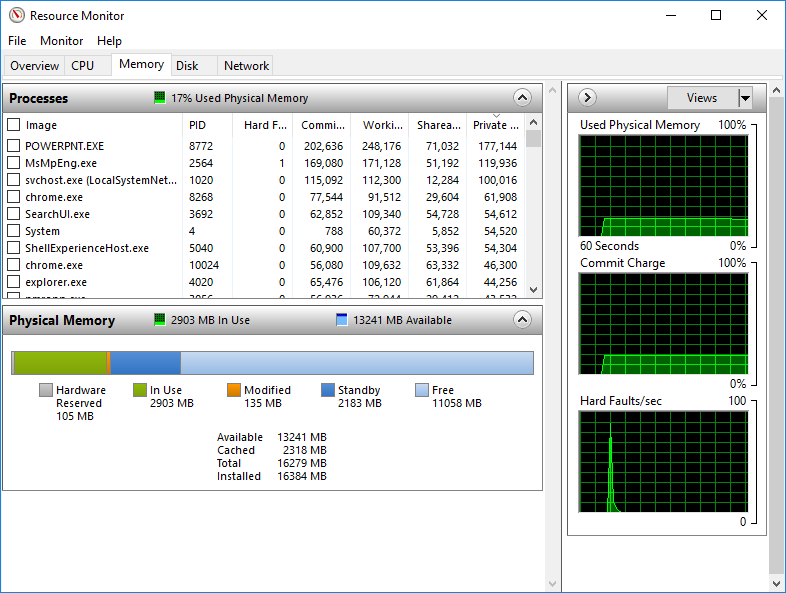 Resource Monitor
File Monitor Help
Overview CPU Memory Disk Network
Processes 17% Used Physical Memory
Image PID Hard F... Commi... Worki... Sharea... Private ...
POWERPNT.EXE 8772 0 202,636 248,176 71,032 177,144
MsMpEng.exe 2564 1 169,080 171,128 51,192 119,936
svchost.exe (LocalSystemNet... 1020 0 115,092 112,300 12,284 100,016
chrome.exe 8268 0 77,544 91,512 29,604 61,908
SearchUI.exe 3692 0 62,852 109,340 54,728 54,612
System 4 0 788 60,372 5,852 54,520
ShellExperienceHost.exe 5040 0 60,900 107,700 53,396 54,304
chrome.exe 10024 0 56,080 109,632 63,332 46,300
explorer.exe 4020 0 65,476 106,120 61,864 44,256
Physical Memory 2903 MB In Use 13241 MB Available
Hardware Reserved 105 MB
In Use 2903 MB
Modified 135 MB
Standby 2183 MB
Free 11058 MB
Available 13241 MB
Cached 2318 MB
Total 16279 MB
Installed 16384 MB
Views
Used Physical Memory 100%
60 Seconds 0%
Commit Charge 100%
0%
Hard Faults/sec 100
0